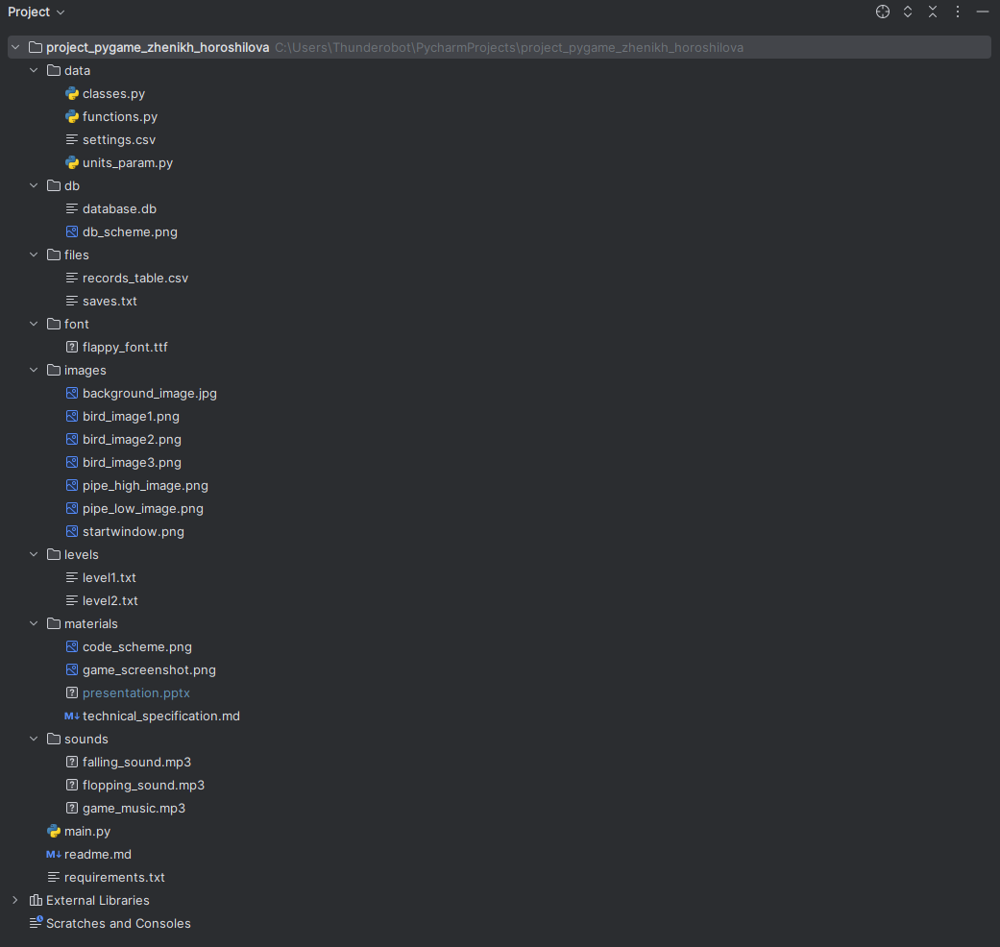 Project
project_pygame_zhenikh_horoshilova C:\Users\Thunderobot\PycharmProjects\project_pygame_zhenikh_horoshilova
data
classes.py
functions.py
settings.csv
units_param.py
db
database.db
db_scheme.png
files
records_table.csv
saves.txt
font
flappy_font.ttf
images
background_image.jpg
bird_image1.png
bird_image2.png
bird_image3.png
pipe_high_image.png
pipe_low_image.png
startwindow.png
levels
level1.txt
level2.txt
materials
code_scheme.png
game_screenshot.png
presentation.pptx
M↓ technical_specification.md
sounds
falling_sound.mp3
flopping_sound.mp3
game_music.mp3
main.py
M↓ readme.md
requirements.txt
External Libraries
Scratches and Consoles